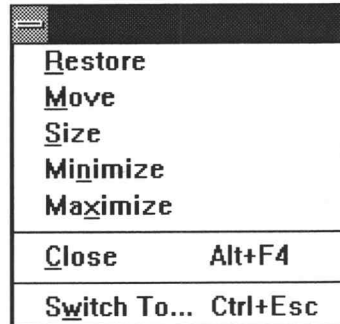 Restore
Move
Size
Minimize
Maximize
Close Alt+F4
Switch To... Ctrl+Esc